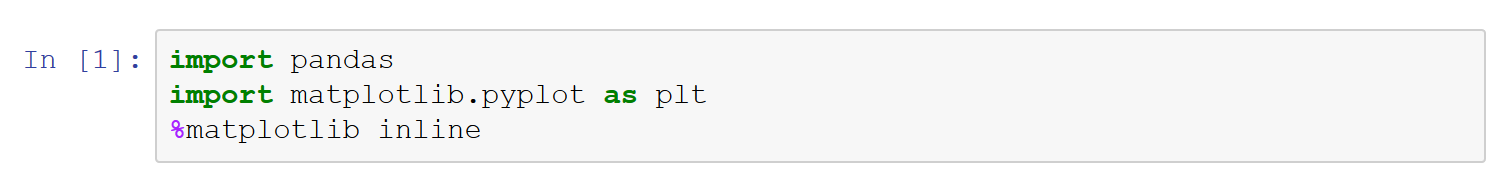 In [1]: import pandas
import matplotlib.pyplot as plt
%matplotlib inline